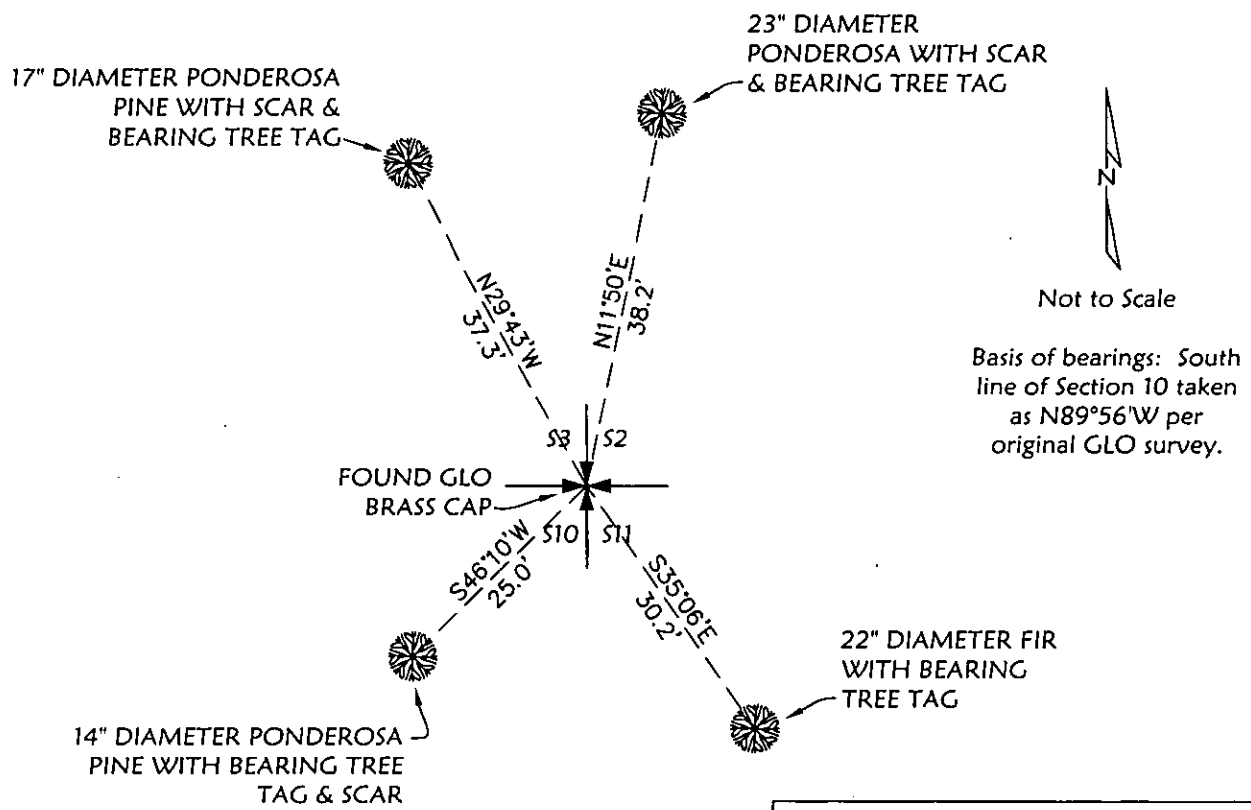 23" DIAMETER
PONDEROSA WITH SCAR
& BEARING TREE TAG
17" DIAMETER PONDEROSA
PINE WITH SCAR &
BEARING TREE TAG
N
Not to Scale
Basis of bearings: South
line of Section 10 taken
as N89°56'W per
original GLO survey.
N29°43'W
37.3'
N11°50'E
38.2'
S3
S2
FOUND GLO
BRASS CAP
S10
S11
S46°10'W
25.0'
S35°06'E
30.2'
22" DIAMETER FIR
WITH BEARING
TREE TAG
14" DIAMETER PONDEROSA
PINE WITH BEARING TREE
TAG & SCAR